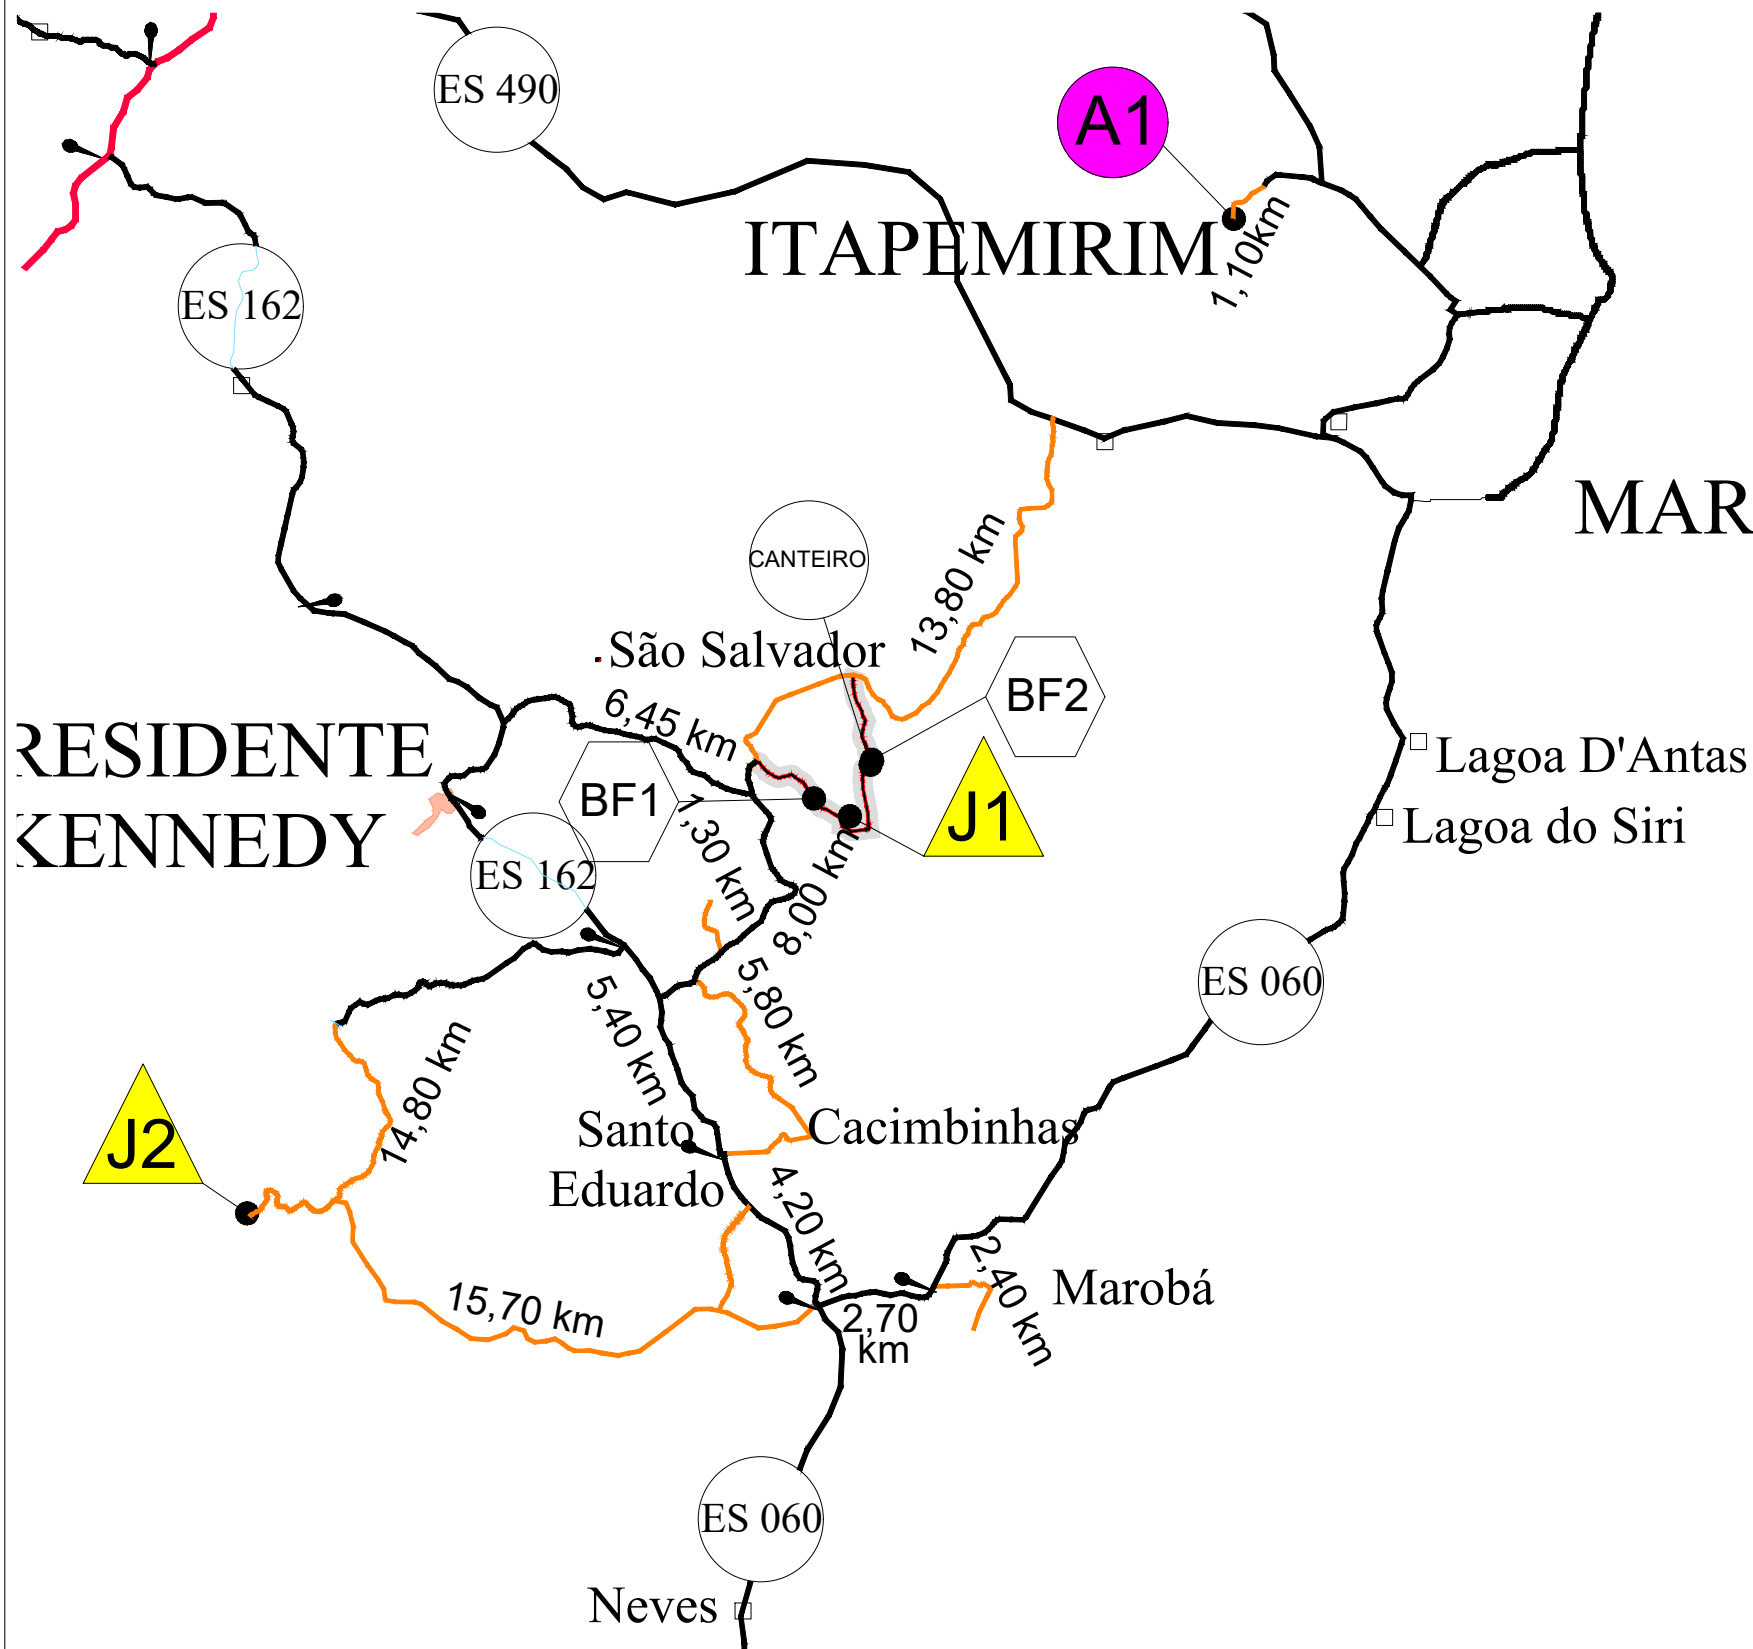 ES 490
A1
ITAPEMIRIM
1,10km
ES 162
MAR
CANTEIRO
13,80 km
São Salvador
6,45 km
BF2
RESIDENTE
KENNEDY
Lagoa D'Antas
BF1
1,30 km
J1
Lagoa do Siri
ES 162
8,00 km
5,80 km
5,40 km
ES 060
14,80 km
J2
Santo
Eduardo
Cacimbinhas
4,20 km
15,70 km
2,70
km
2,40 km
Marobá
ES 060
Neves